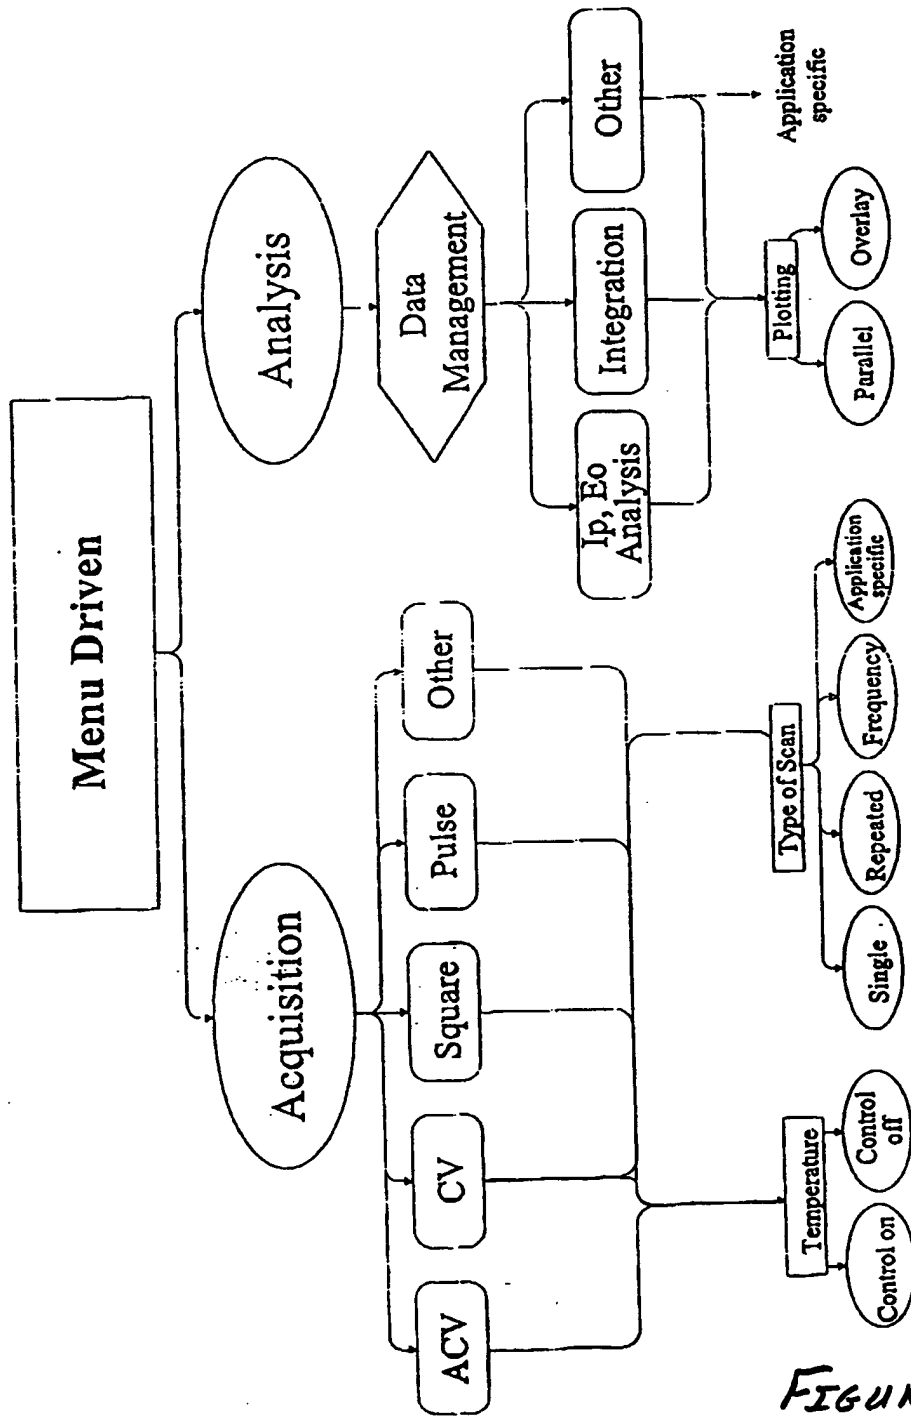 Menu Driven
Acquisition
Analysis
ACV
CV
Square
Pulse
Other
Data
Management
Ip, Eo
Analysis
Integration
Other
Temperature
Control on
Control
off
Type of Scan
Single
Repeated
Frequency
Application
specific
Plotting
Parallel
Overlay
Application
specific